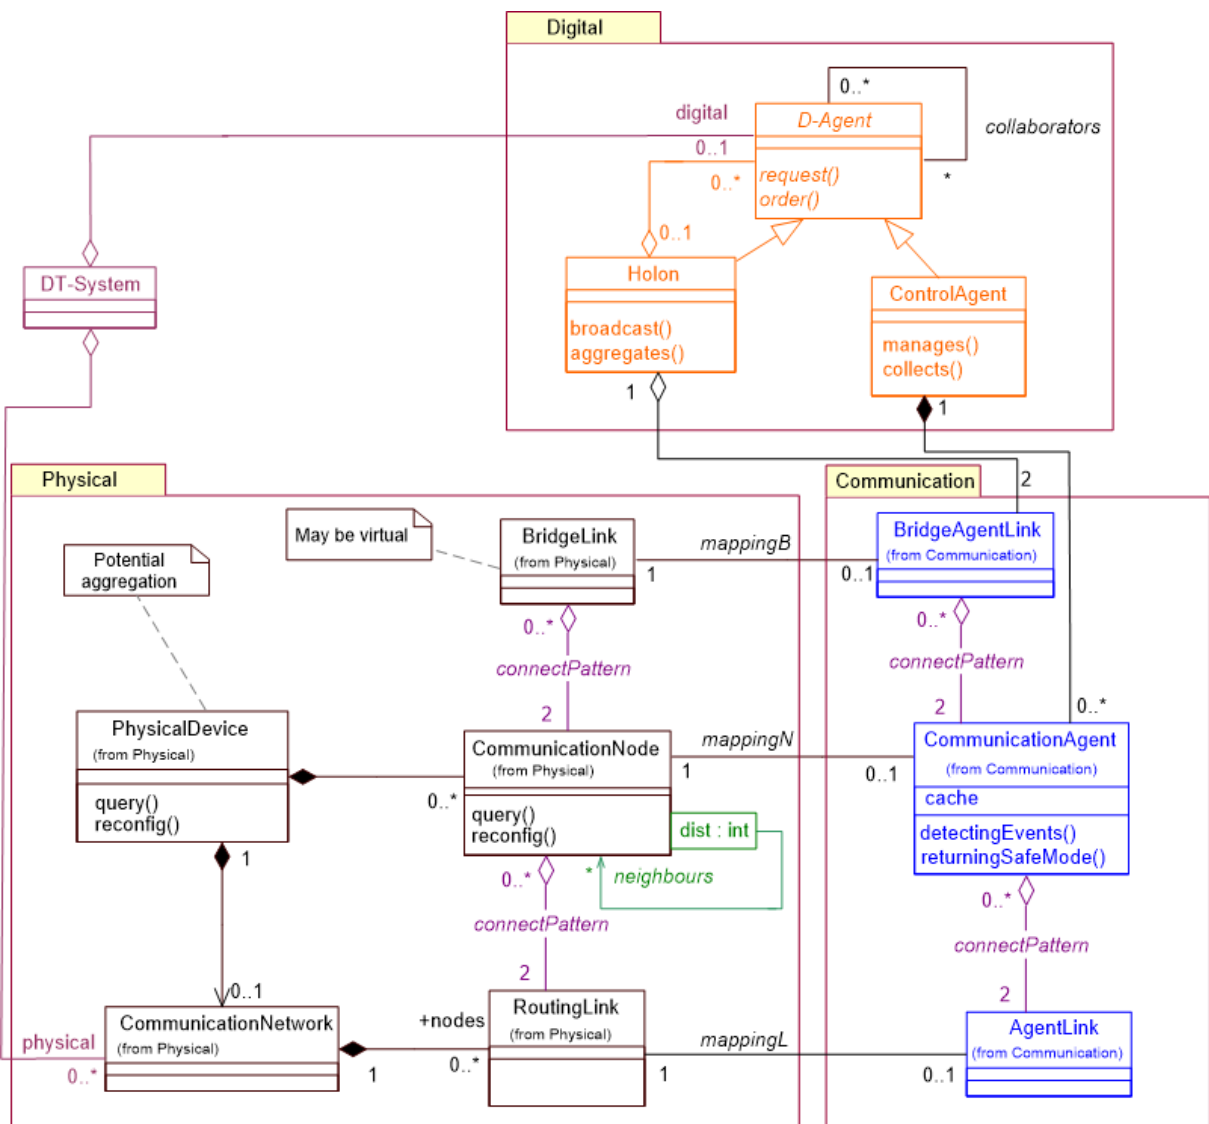 Digital
0..*
D-Agent
collaborators
digital
0..1
0..*
*
request()
order()
0..1
Holon
broadcast()
aggregates()
ControlAgent
manages()
collects()
DT-System
1
1
Physical
Communication
2
May be virtual
BridgeLink
(from Physical)
mappingB
1
0..1
BridgeAgentLink
(from Communication)
Potential
aggregation
0..*
connectPattern
2
0..*
connectPattern
2
0..*
PhysicalDevice
(from Physical)
query()
reconfig()
0..*
CommunicationNode
(from Physical)
query()
reconfig()
mappingN
1
0..1
CommunicationAgent
(from Communication)
cache
detectingEvents()
returningSafeMode()
dist : int
*
neighbours
1
0..*
connectPattern
2
0..*
connectPattern
2
0..1
physical
0..*
CommunicationNetwork
(from Physical)
+nodes
1
0..*
RoutingLink
(from Physical)
mappingL
1
0..1
AgentLink
(from Communication)